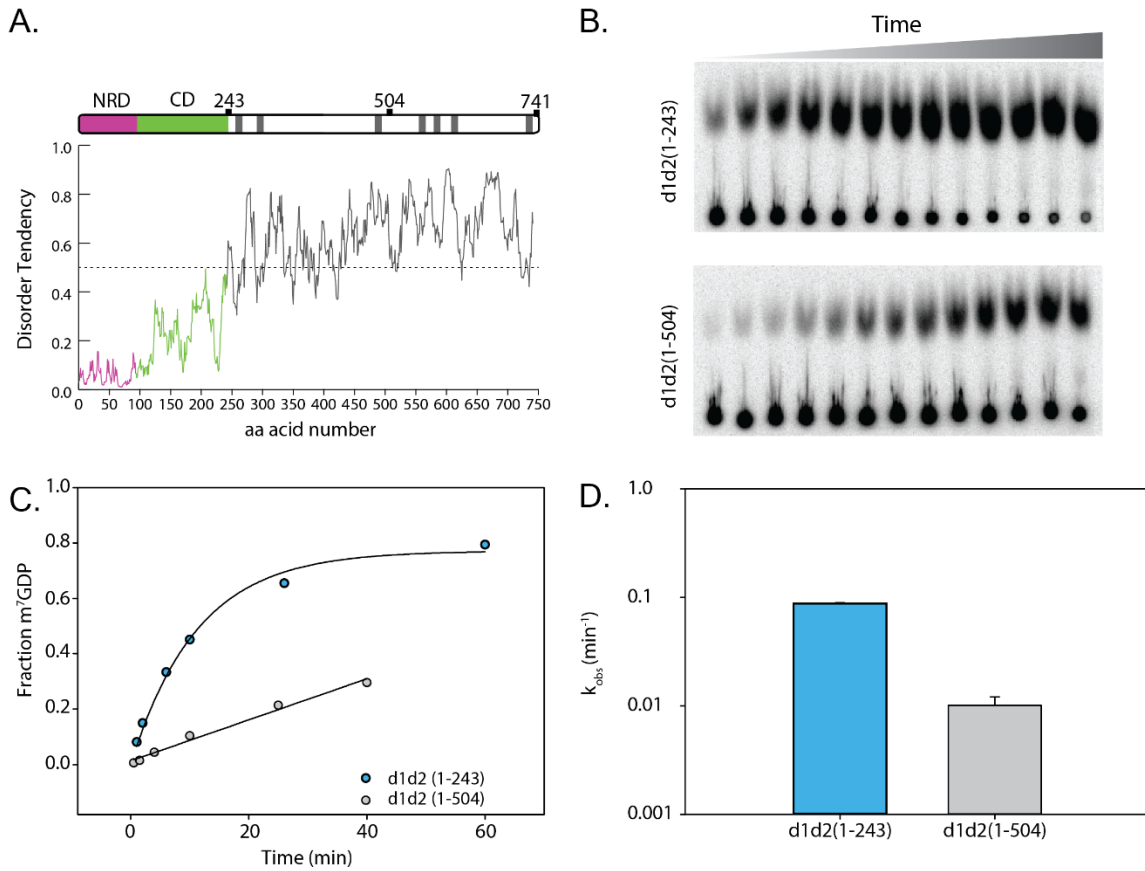 A.
NRD CD 243 504 741
1.0
0.8
0.6
0.4
0.2
0.0
Disorder Tendency
0 50 100 150 200 250 300 350 400 450 500 550 600 650 700 750
aa acid number
B.
Time
d1d2(1-243)
d1d2(1-504)
C.
1.0
0.8
0.6
0.4
0.2
0.0
Fraction m⁷GDP
d1d2 (1-243)
d1d2 (1-504)
0 20 40 60
Time (min)
D.
1.0
0.1
0.01
0.001
kobs (min⁻¹)
d1d2(1-243) d1d2(1-504)